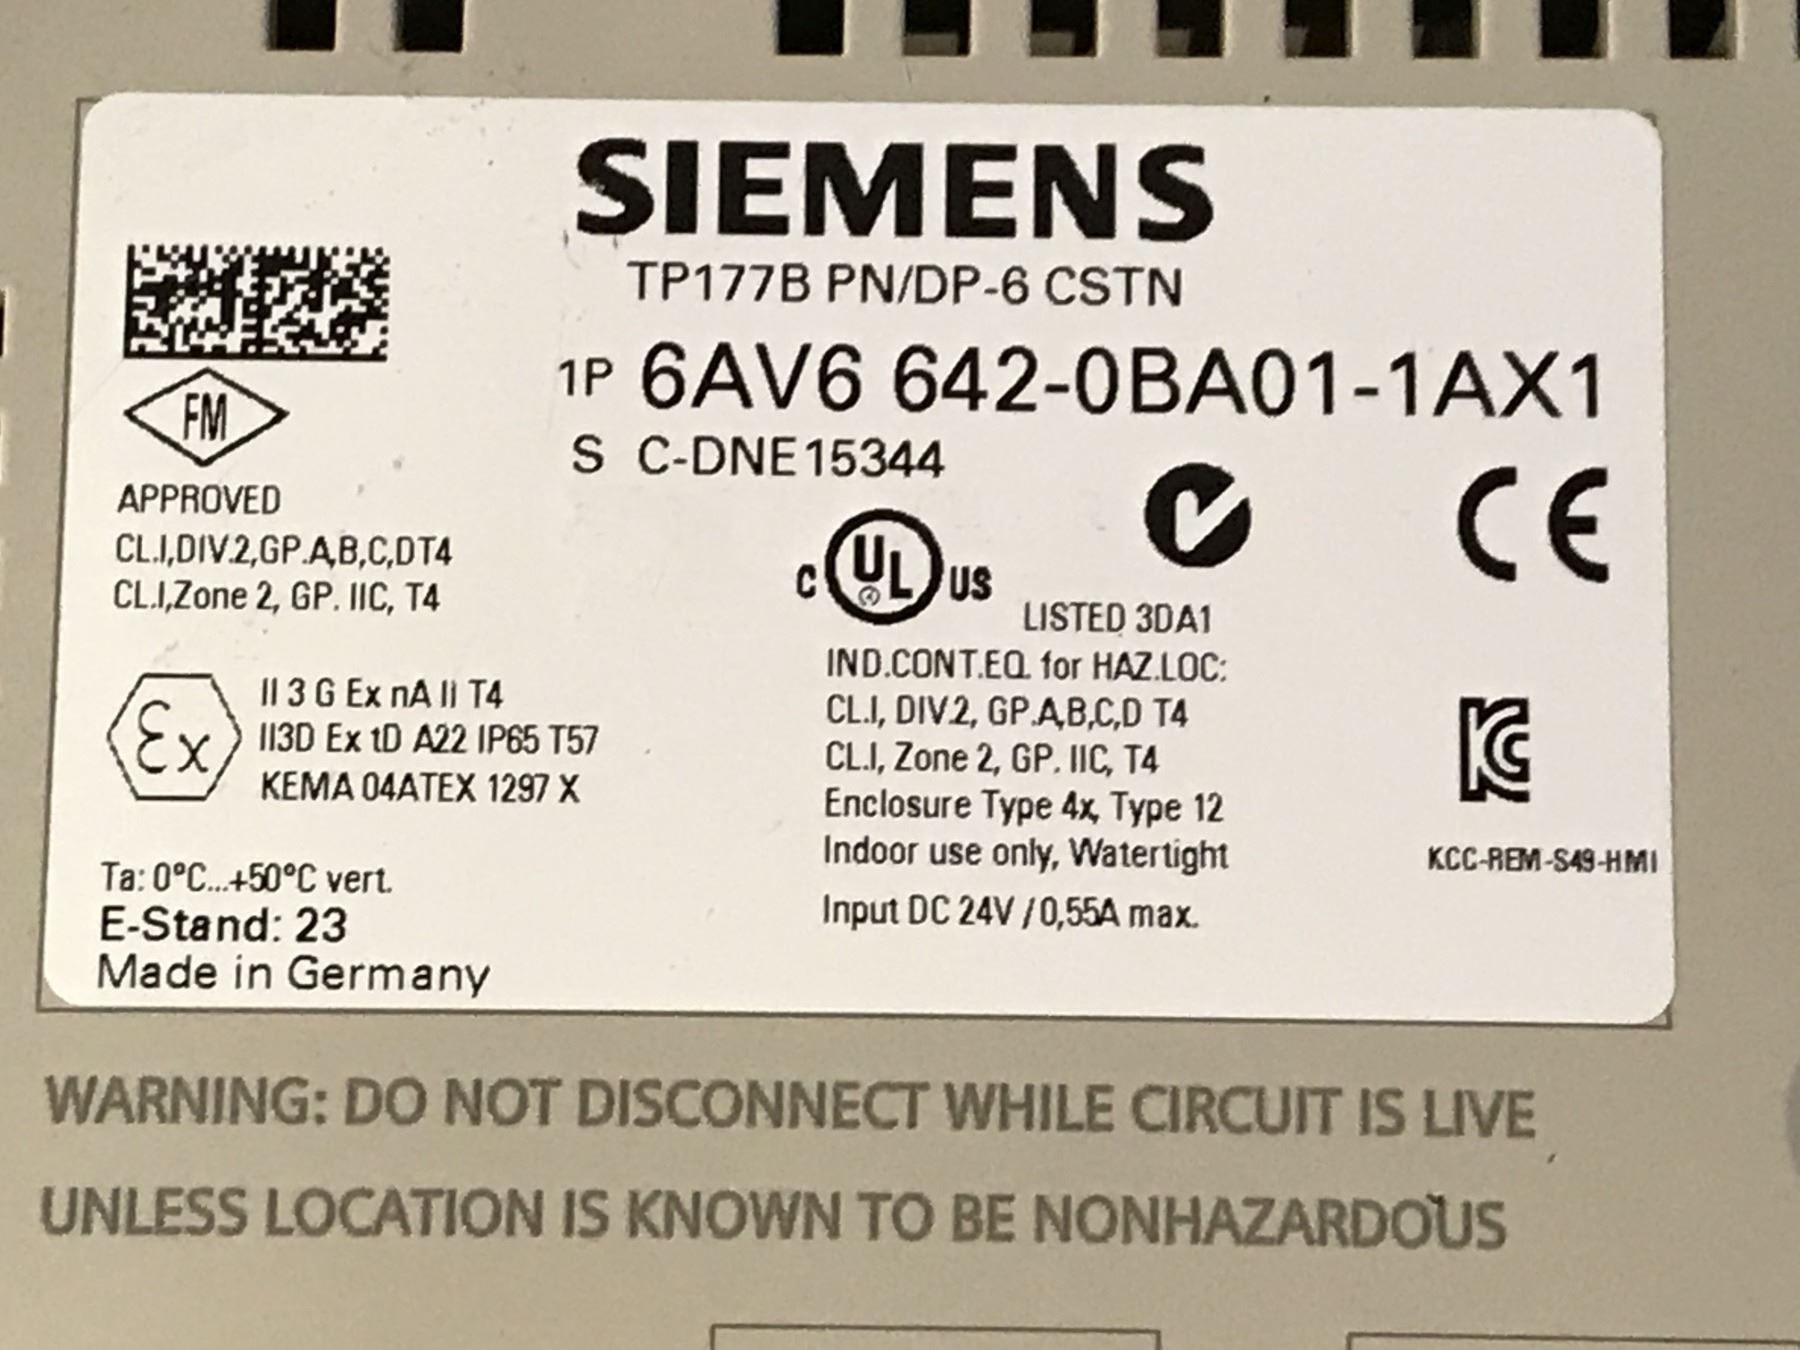 SIEMENS
TP177B PN/DP-6 CSTN
1P 6AV6 642-0BA01-1AX1
S C-DNE15344
FM
APPROVED
CL.I,DIV.2,GP.A,B,C,DT4
CL.I,Zone 2, GP. IIC, T4
Ex
II 3 G Ex nA II T4
II3D Ex tD A22 IP65 T57
KEMA 04ATEX 1297 X
Ta: 0°C...+50°C vert.
E-Stand: 23
Made in Germany
C UL US
LISTED 3DA1
IND.CONT.EQ. for HAZ.LOC:
CL.I, DIV.2, GP.A,B,C,D T4
CL.I, Zone 2, GP. IIC, T4
Enclosure Type 4x, Type 12
Indoor use only, Watertight
Input DC 24V / 0,55A max.
CE
KC
KCC-REM-S49-HMI
WARNING: DO NOT DISCONNECT WHILE CIRCUIT IS LIVE
UNLESS LOCATION IS KNOWN TO BE NONHAZARDOUS